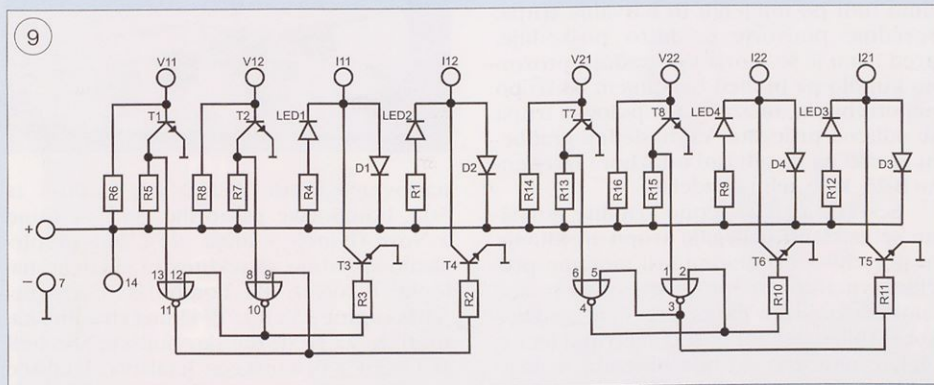 9
V11 V12 I11 I12 V21 V22 I22 I21
T1 T2 LED1 LED2 T7 T8 LED4 LED3
D1 D2 D4 D3
R6 R5 R8 R7 R4 R1 R14 R13 R16 R15 R9 R12
+
T3 T4 T6 T5
− 7 14 13 12 8 9 6 5 1 2
R3 R2 R10 R11
11 10 4 3